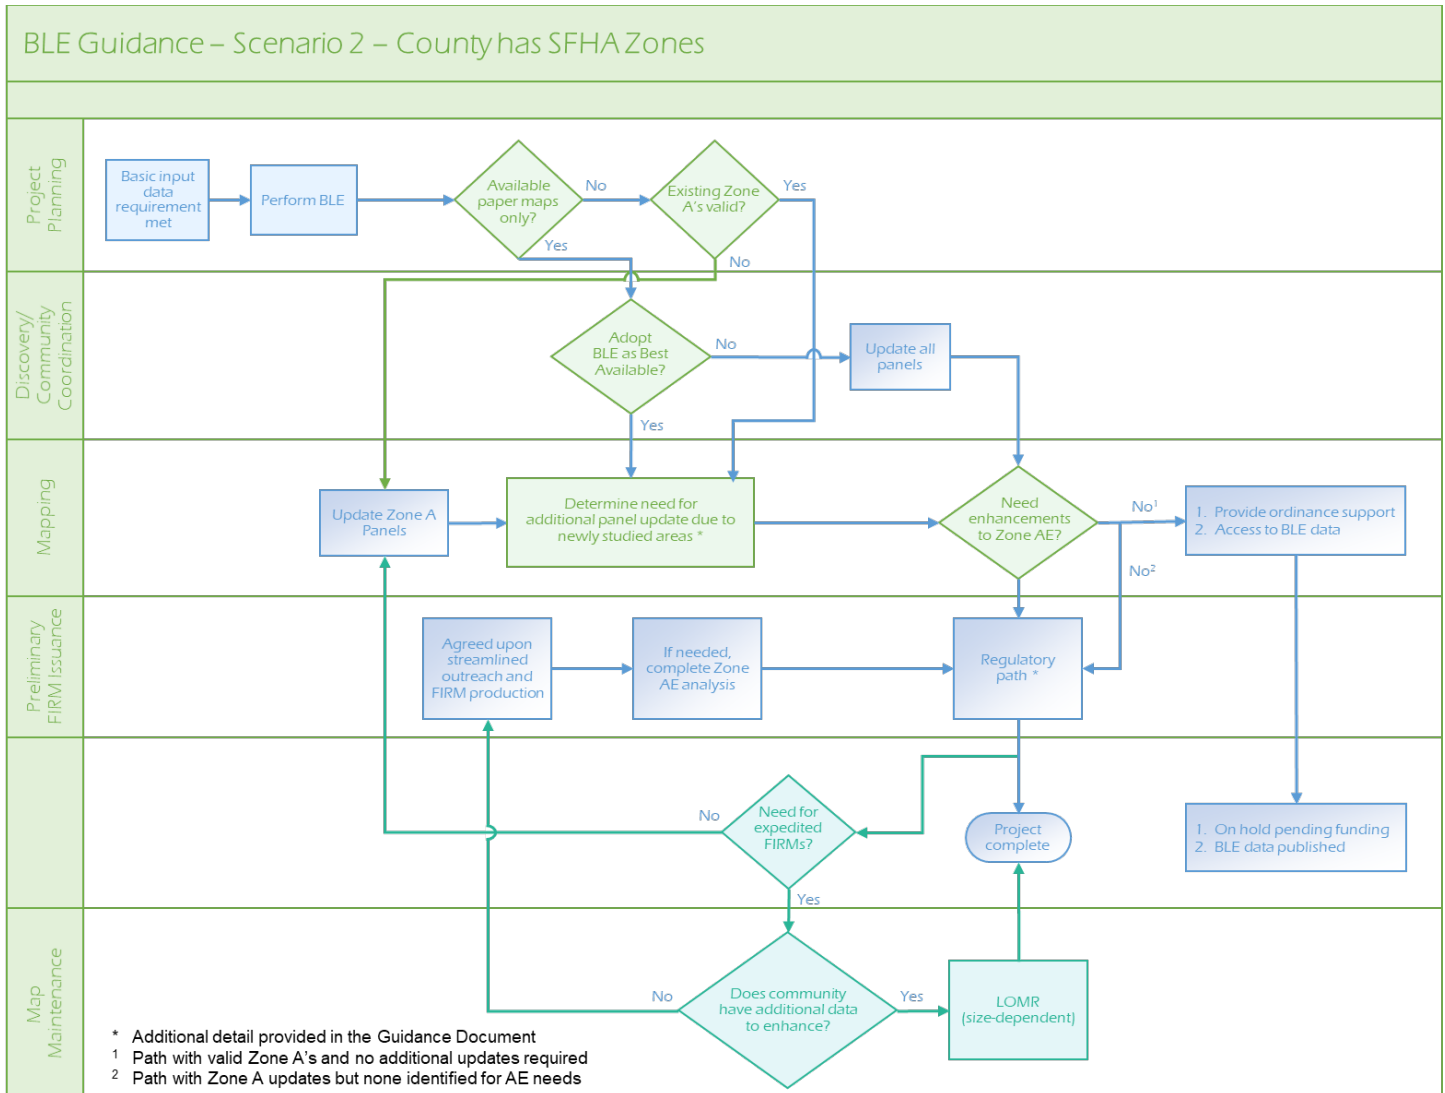 BLE Guidance – Scenario 2 – County has SFHA Zones
Project
Planning
Basic input
data
requirement
met
Perform BLE
Available
paper maps
only?
No
Existing Zone
A's valid?
Yes
Yes
No
Discovery/
Community
Coordination
Adopt
BLE as Best
Available?
No
Update all
panels
Yes
Mapping
Update Zone A
Panels
Determine need for
additional panel update due to
newly studied areas *
Need
enhancements
to Zone AE?
No¹
1. Provide ordinance support
2. Access to BLE data
No²
Preliminary
FIRM Issuance
Agreed upon
streamlined
outreach and
FIRM production
If needed,
complete Zone
AE analysis
Regulatory
path *
No
Need for
expedited
FIRMs?
Project
complete
1. On hold pending funding
2. BLE data published
Yes
Map
Maintenance
No
Does community
have additional data
to enhance?
Yes
LOMR
(size-dependent)
* Additional detail provided in the Guidance Document
¹ Path with valid Zone A's and no additional updates required
² Path with Zone A updates but none identified for AE needs